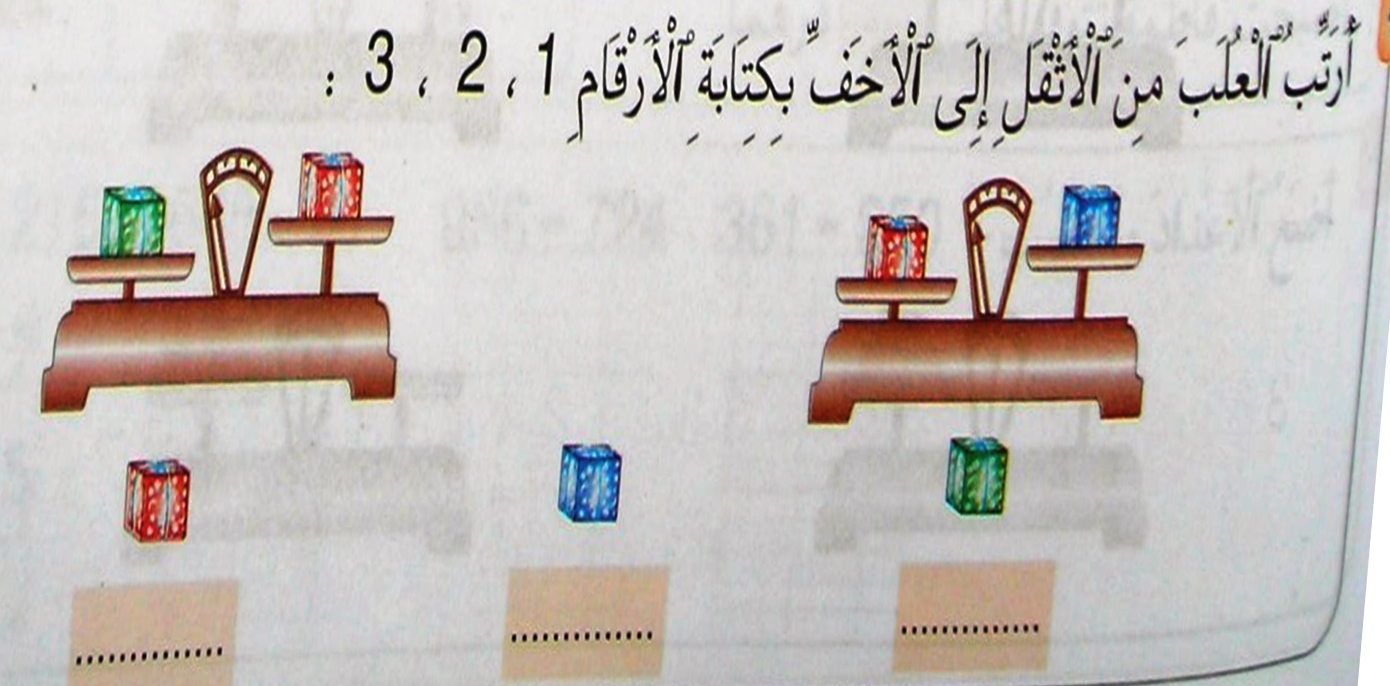 أُرَتِّبُ ٱلْعُلَبَ مِنَ ٱلْأَثْقَلِ إِلَى ٱلْأَخَفِّ بِكِتَابَةِ ٱلْأَرْقَامِ 1 ، 2 ، 3 :